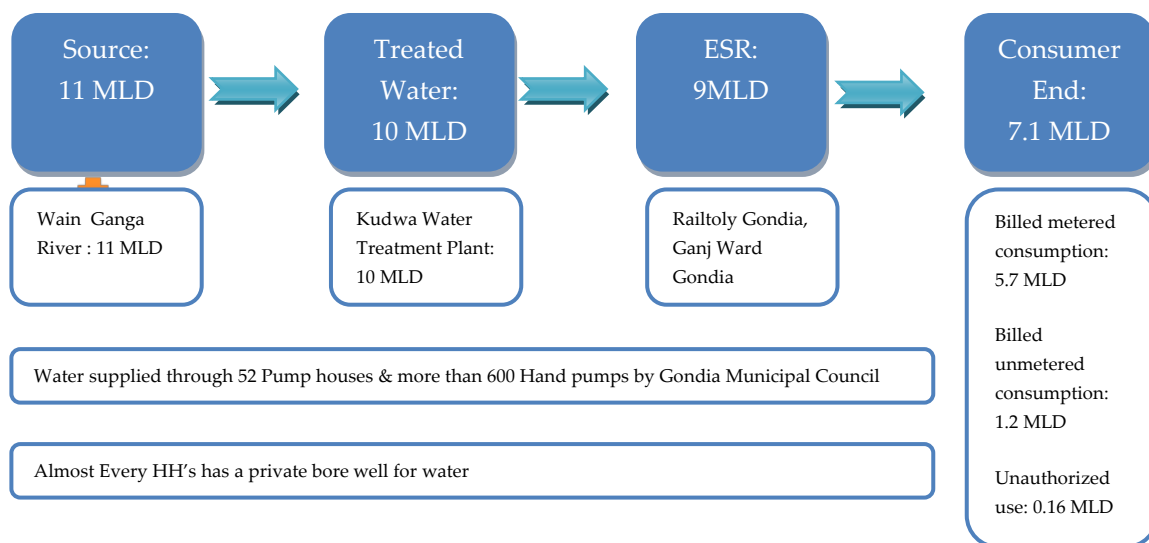 Source:
11 MLD
Treated
Water:
10 MLD
ESR:
9MLD
Consumer
End:
7.1 MLD
Wain Ganga
River : 11 MLD
Kudwa Water
Treatment Plant:
10 MLD
Railtoly Gondia,
Ganj Ward
Gondia
Billed metered
consumption:
5.7 MLD
Billed
unmetered
consumption:
1.2 MLD
Unauthorized
use: 0.16 MLD
Water supplied through 52 Pump houses & more than 600 Hand pumps by Gondia Municipal Council
Almost Every HH's has a private bore well for water